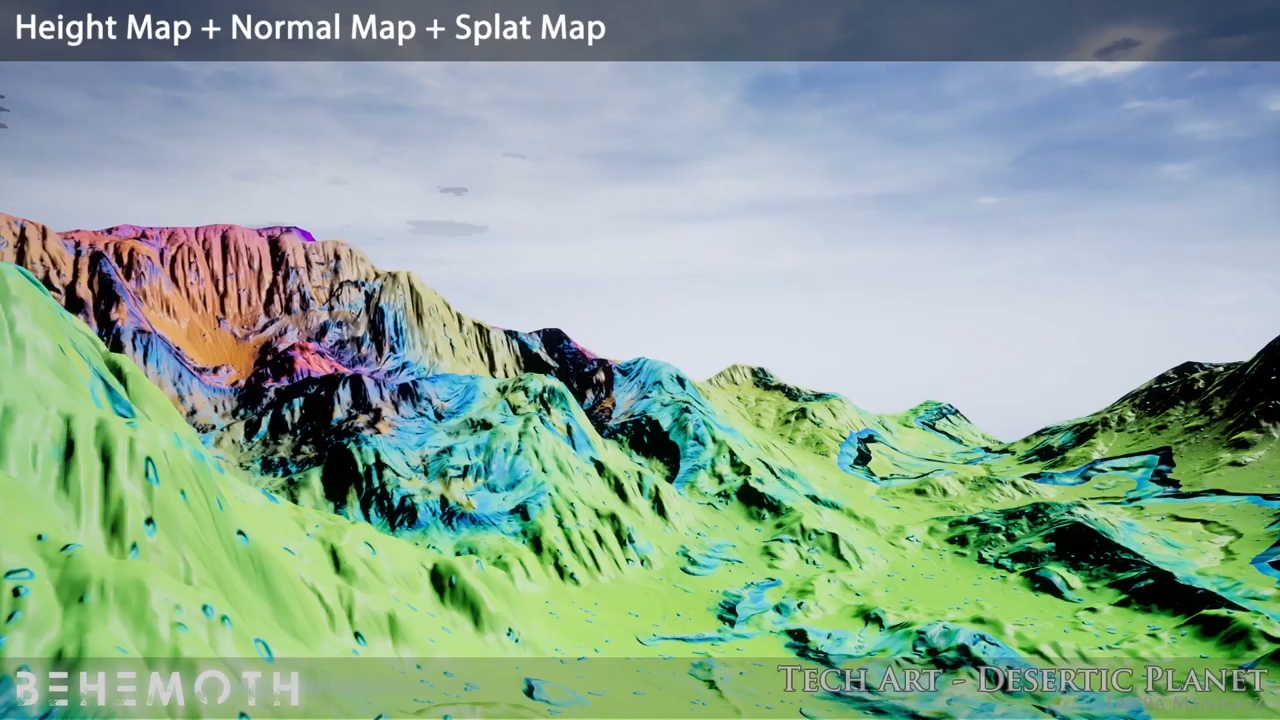 Height Map + Normal Map + Splat Map
BEHEMOTH
Tech Art - Desertic Planet